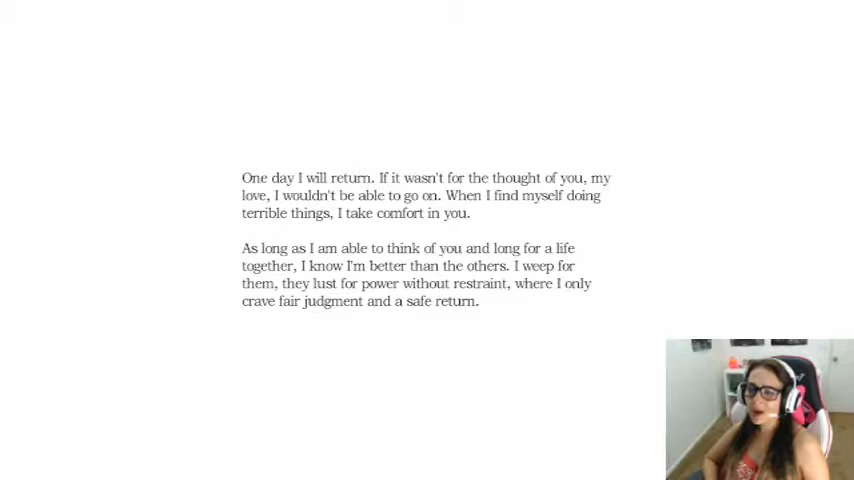 One day I will return. If it wasn't for the thought of you, my
love, I wouldn't be able to go on. When I find myself doing
terrible things, I take comfort in you.
As long as I am able to think of you and long for a life
together, I know I'm better than the others. I weep for
them, they lust for power without restraint, where I only
crave fair judgment and a safe return.